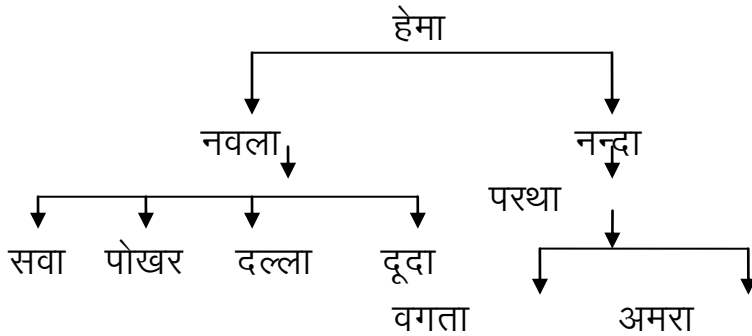 हेमा
नवला नन्दा
परथा
सवा पोखर दल्ला दूदा
वगता अमरा